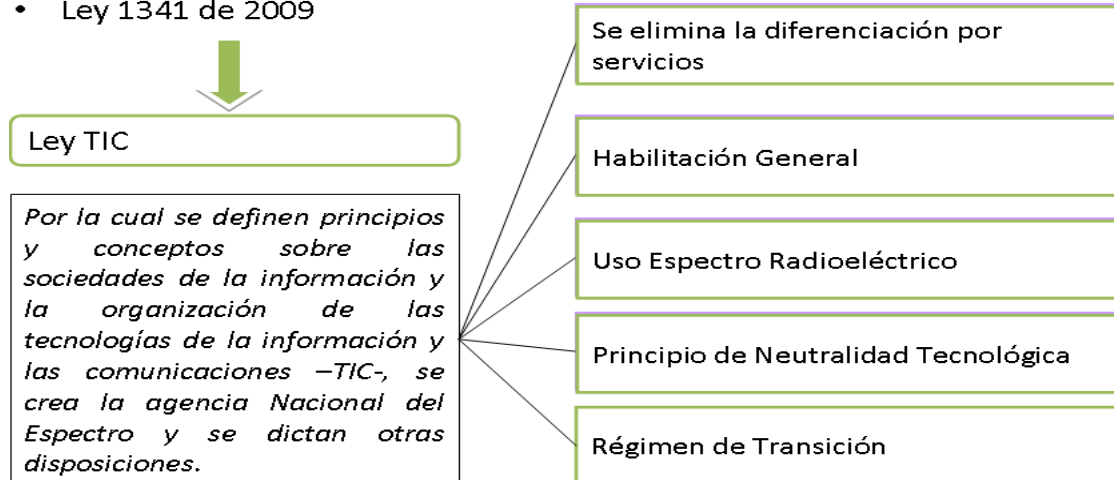 • Ley 1341 de 2009
Ley TIC
Por la cual se definen principios
y conceptos sobre las
sociedades de la información y
la organización de las
tecnologías de la información y
las comunicaciones –TIC-, se
crea la agencia Nacional del
Espectro y se dictan otras
disposiciones.
Se elimina la diferenciación por
servicios
Habilitación General
Uso Espectro Radioeléctrico
Principio de Neutralidad Tecnológica
Régimen de Transición